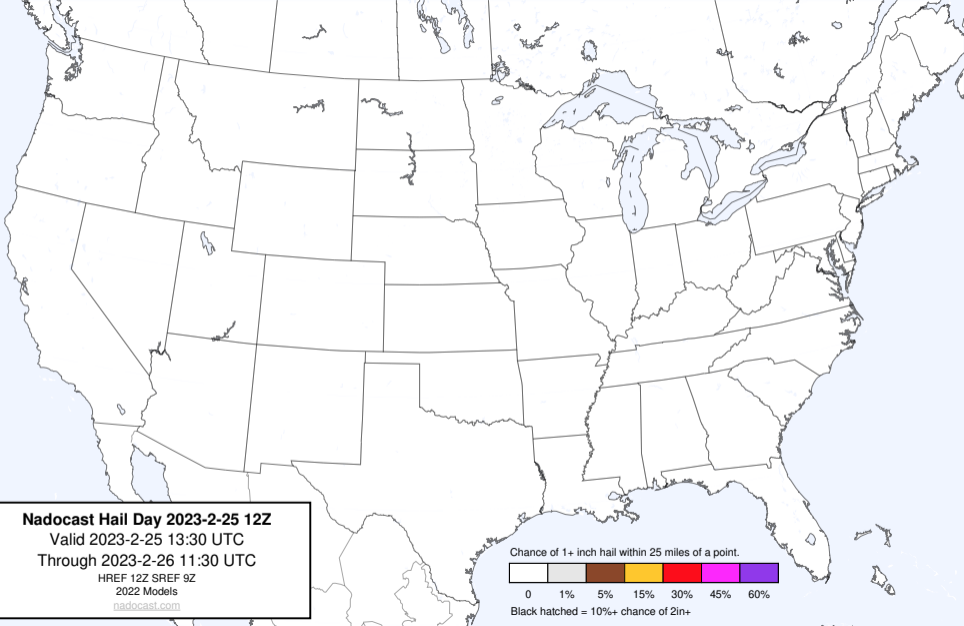 Nadocast Hail Day 2023-2-25 12Z
Valid 2023-2-25 13:30 UTC
Through 2023-2-26 11:30 UTC
HREF 12Z SREF 9Z
2022 Models
nadocast.com
Chance of 1+ inch hail within 25 miles of a point.
0 1% 5% 15% 30% 45% 60%
Black hatched = 10%+ chance of 2in+